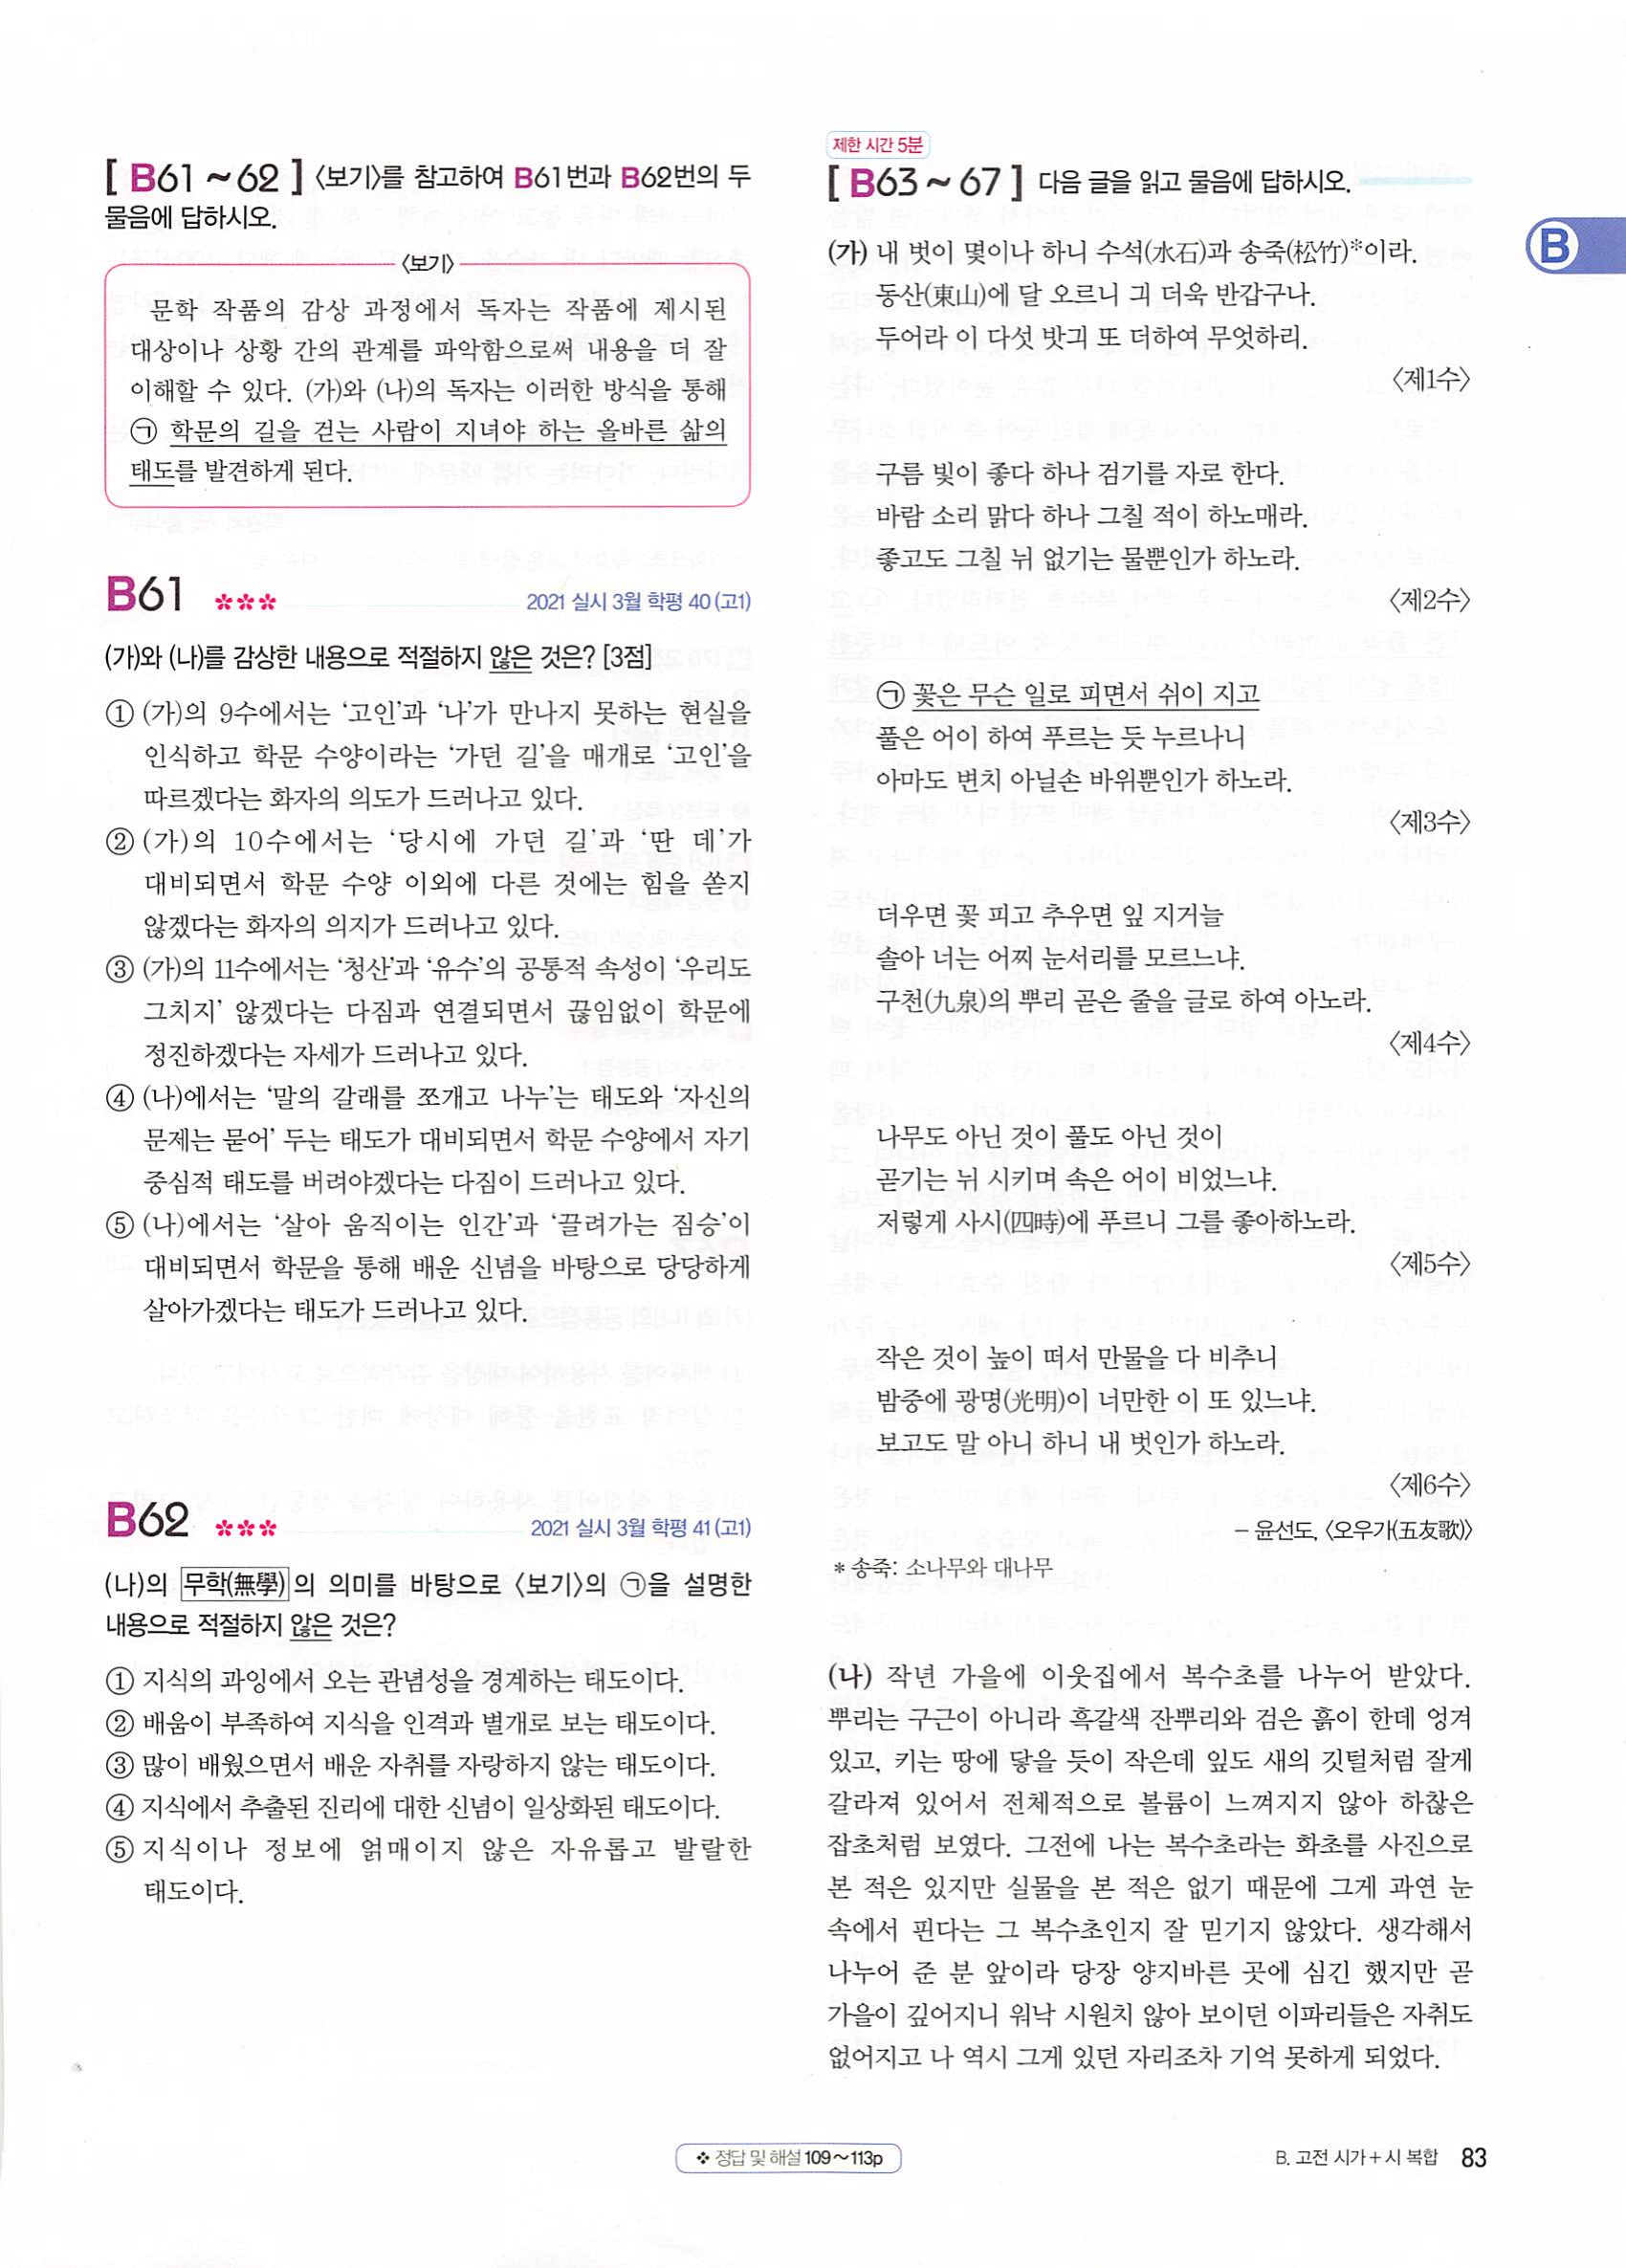 [ B61 ~ 62 ] 〈보기〉를 참고하여 B61번과 B62번의 두
물음에 답하시오.
〈보기〉
문학 작품의 감상 과정에서 독자는 작품에 제시된
대상이나 상황 간의 관계를 파악함으로써 내용을 더 잘
이해할 수 있다. (가)와 (나)의 독자는 이러한 방식을 통해
㉠ 학문의 길을 걷는 사람이 지녀야 하는 올바른 삶의
태도를 발견하게 된다.
B61 ***
2021 실시 3월 학평 40 (고1)
(가)와 (나)를 감상한 내용으로 적절하지 않은 것은? [3점]
① (가)의 9수에서는 '고인'과 '나'가 만나지 못하는 현실을
인식하고 학문 수양이라는 '가던 길'을 매개로 '고인'을
따르겠다는 화자의 의도가 드러나고 있다.
② (가)의 10수에서는 '당시에 가던 길'과 '딴 데'가
대비되면서 학문 수양 이외에 다른 것에는 힘을 쏟지
않겠다는 화자의 의지가 드러나고 있다.
③ (가)의 11수에서는 '청산'과 '유수'의 공통적 속성이 '우리도
그치지' 않겠다는 다짐과 연결되면서 끊임없이 학문에
정진하겠다는 자세가 드러나고 있다.
④ (나)에서는 '말의 갈래를 쪼개고 나누'는 태도와 '자신의
문제는 묻어' 두는 태도가 대비되면서 학문 수양에서 자기
중심적 태도를 버려야겠다는 다짐이 드러나고 있다.
⑤ (나)에서는 '살아 움직이는 인간'과 '끌려가는 짐승'이
대비되면서 학문을 통해 배운 신념을 바탕으로 당당하게
살아가겠다는 태도가 드러나고 있다.
B62 ***
2021 실시 3월 학평 41 (고1)
(나)의 무학(無學)의 의미를 바탕으로 〈보기〉의 ㉠을 설명한
내용으로 적절하지 않은 것은?
① 지식의 과잉에서 오는 관념성을 경계하는 태도이다.
② 배움이 부족하여 지식을 인격과 별개로 보는 태도이다.
③ 많이 배웠으면서 배운 자취를 자랑하지 않는 태도이다.
④ 지식에서 추출된 진리에 대한 신념이 일상화된 태도이다.
⑤ 지식이나 정보에 얽매이지 않은 자유롭고 발랄한
태도이다.
제한 시간 5분
[ B63 ~ 67 ] 다음 글을 읽고 물음에 답하시오.
(가) 내 벗이 몇이나 하니 수석(水石)과 송죽(松竹)*이라.
동산(東山)에 달 오르니 긔 더욱 반갑구나.
두어라 이 다섯 밧긔 또 더하여 무엇하리.
〈제1수〉
구름 빛이 좋다 하나 검기를 자로 한다.
바람 소리 맑다 하나 그칠 적이 하노매라.
좋고도 그칠 뉘 없기는 물뿐인가 하노라.
〈제2수〉
㉠ 꽃은 무슨 일로 피면서 쉬이 지고
풀은 어이 하여 푸르는 듯 누르나니
아마도 변치 아닐손 바위뿐인가 하노라.
〈제3수〉
더우면 꽃 피고 추우면 잎 지거늘
솔아 너는 어찌 눈서리를 모르느냐.
구천(九泉)의 뿌리 곧은 줄을 글로 하여 아노라.
〈제4수〉
나무도 아닌 것이 풀도 아닌 것이
곧기는 뉘 시키며 속은 어이 비었느냐.
저렇게 사시(四時)에 푸르니 그를 좋아하노라.
〈제5수〉
작은 것이 높이 떠서 만물을 다 비추니
밤중에 광명(光明)이 너만한 이 또 있느냐.
보고도 말 아니 하니 내 벗인가 하노라.
〈제6수〉
- 윤선도, 〈오우가(五友歌)〉
* 송죽: 소나무와 대나무
(나) 작년 가을에 이웃집에서 복수초를 나누어 받았다.
뿌리는 구근이 아니라 흑갈색 잔뿌리와 검은 흙이 한데 엉겨
있고, 키는 땅에 닿을 듯이 작은데 잎도 새의 깃털처럼 잘게
갈라져 있어서 전체적으로 볼륨이 느껴지지 않아 하찮은
잡초처럼 보였다. 그전에 나는 복수초라는 화초를 사진으로
본 적은 있지만 실물을 본 적은 없기 때문에 그게 과연 눈
속에서 핀다는 그 복수초인지 잘 믿기지 않았다. 생각해서
나누어 준 분 앞이라 당장 양지바른 곳에 심긴 했지만 곧
가을이 깊어지니 워낙 시원치 않아 보이던 이파리들은 자취도
없어지고 나 역시 그게 있던 자리조차 기억 못하게 되었다.
B
❖ 정답 및 해설 109~113p
B. 고전 시가 + 시 복합 83